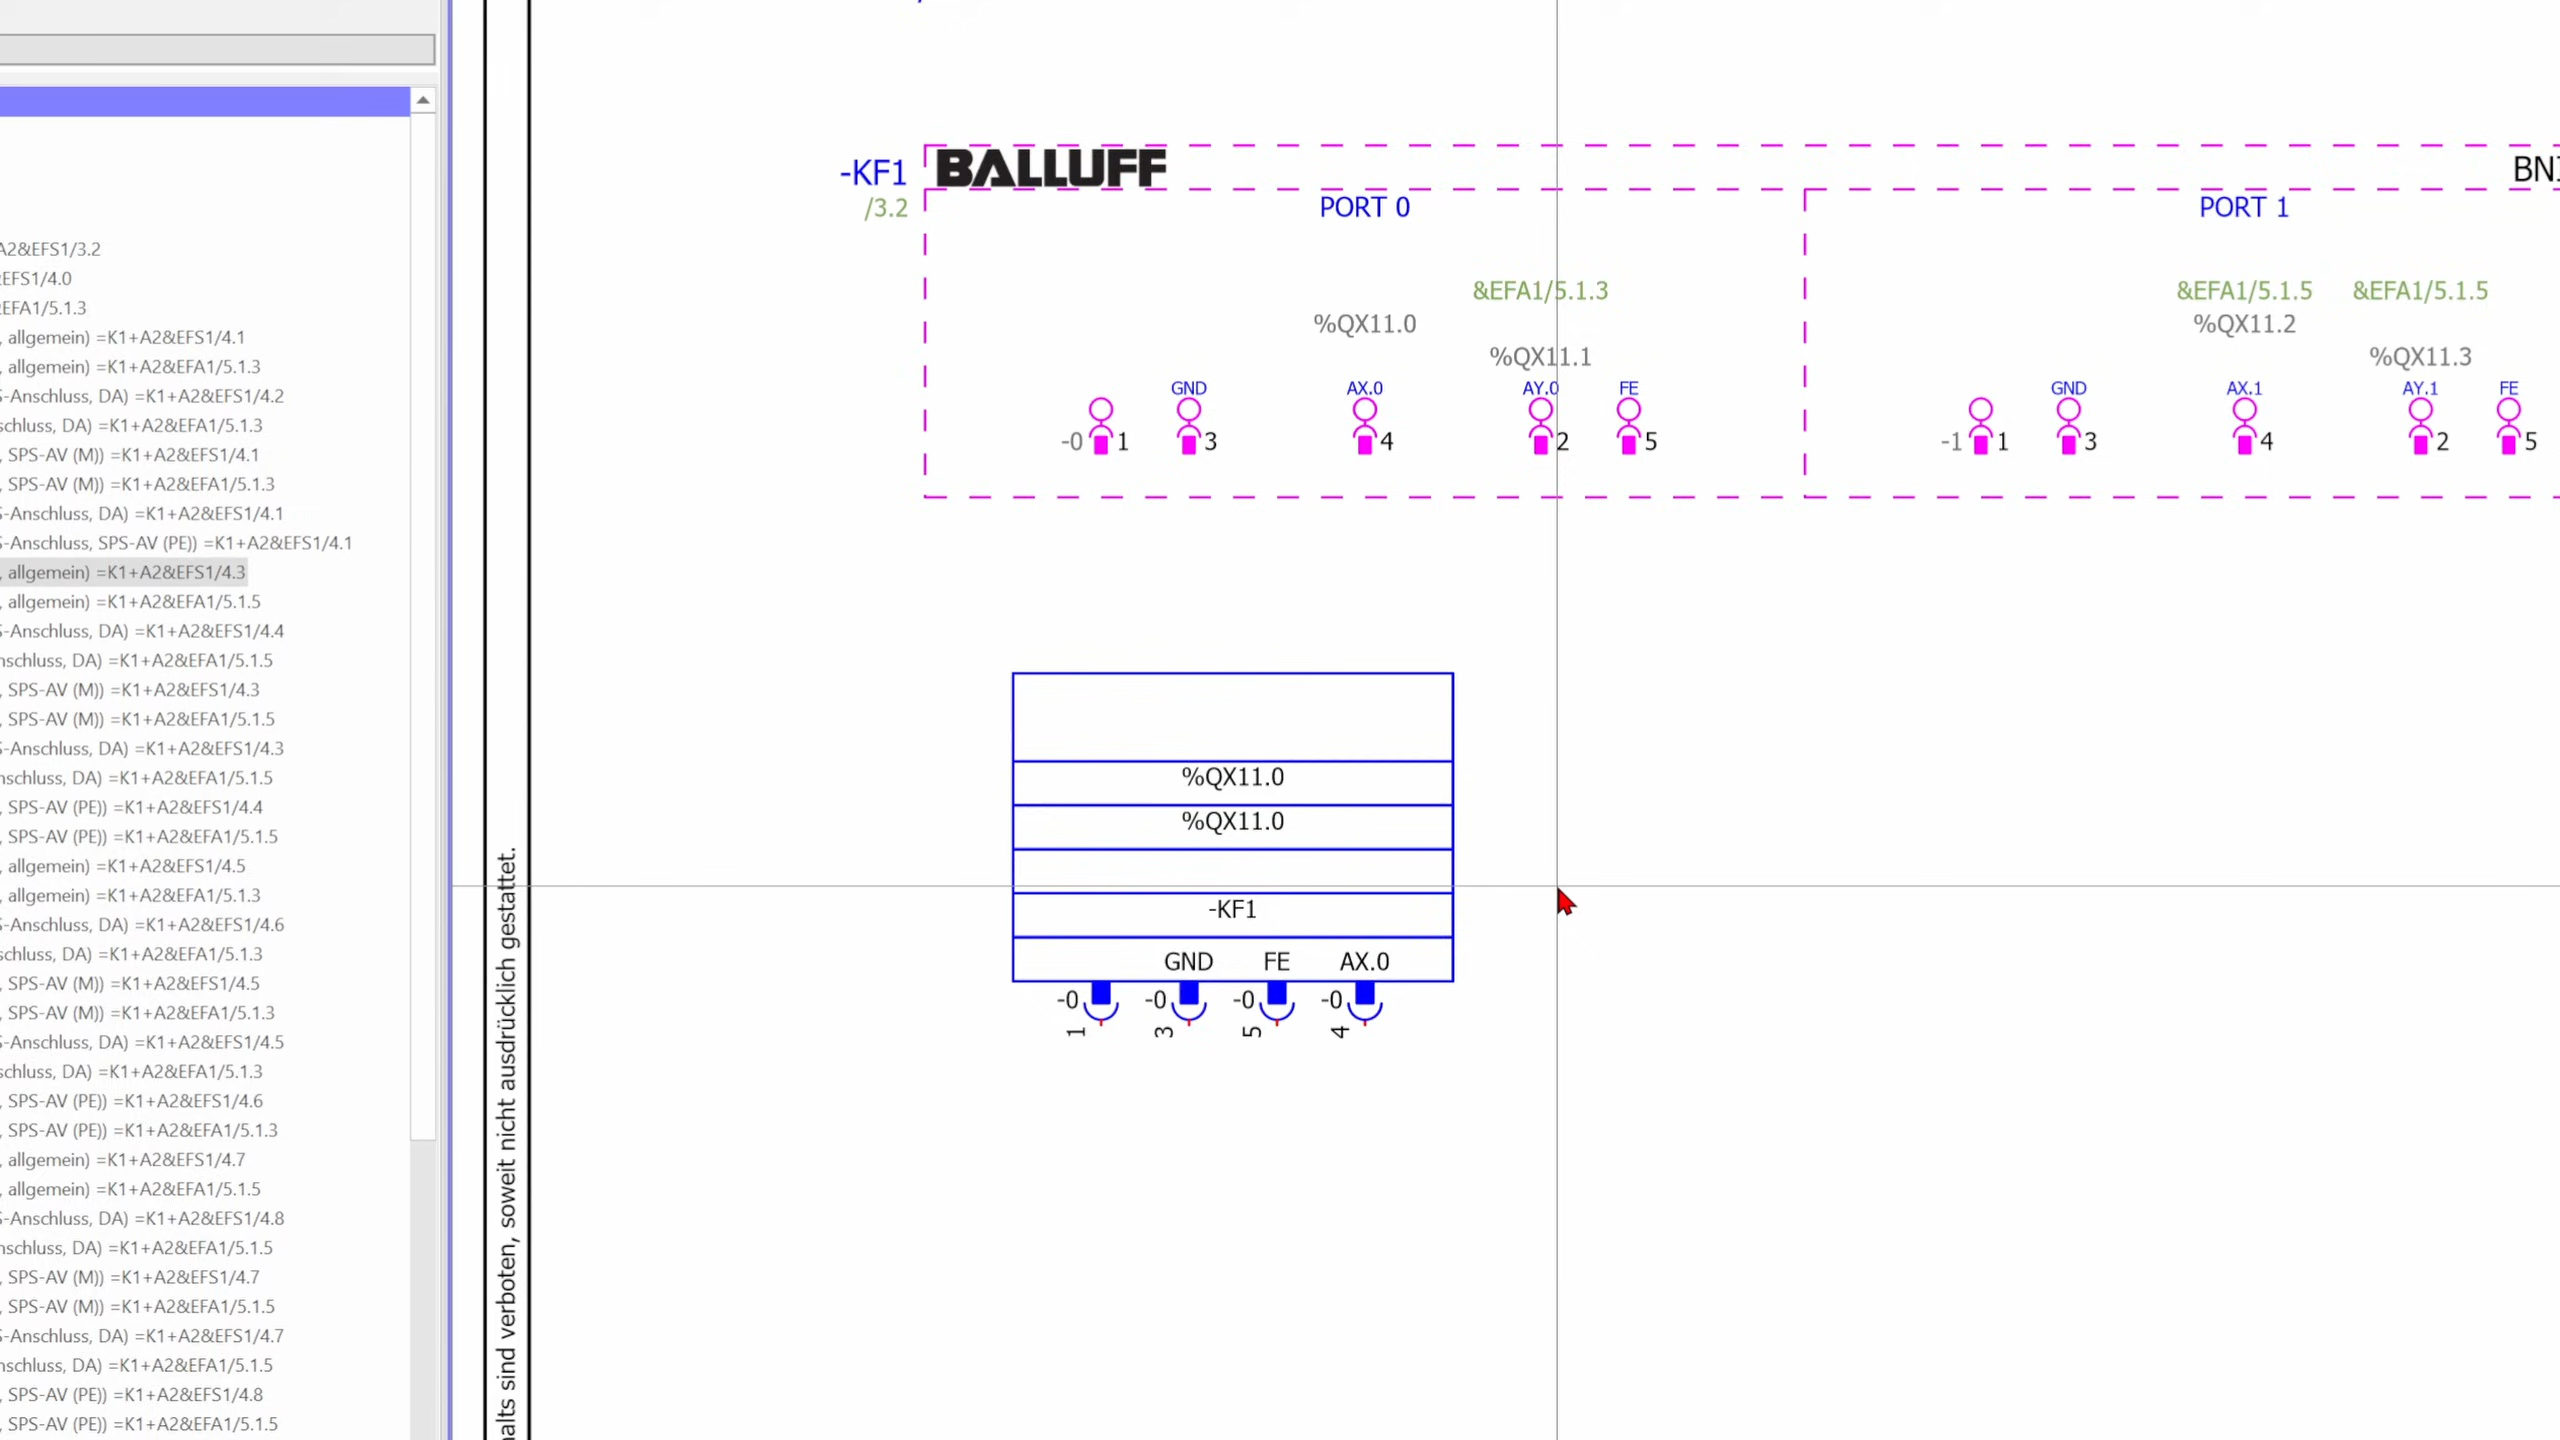 A2&EFS1/3.2
EFS1/4.0
EFA1/5.1.3
, allgemein) =K1+A2&EFS1/4.1
, allgemein) =K1+A2&EFA1/5.1.3
S-Anschluss, DA) =K1+A2&EFS1/4.2
schluss, DA) =K1+A2&EFA1/5.1.3
, SPS-AV (M)) =K1+A2&EFS1/4.1
, SPS-AV (M)) =K1+A2&EFA1/5.1.3
S-Anschluss, DA) =K1+A2&EFS1/4.1
S-Anschluss, SPS-AV (PE)) =K1+A2&EFS1/4.1
, allgemein) =K1+A2&EFS1/4.3
, allgemein) =K1+A2&EFA1/5.1.5
S-Anschluss, DA) =K1+A2&EFS1/4.4
nschluss, DA) =K1+A2&EFA1/5.1.5
, SPS-AV (M)) =K1+A2&EFS1/4.3
, SPS-AV (M)) =K1+A2&EFA1/5.1.5
S-Anschluss, DA) =K1+A2&EFS1/4.3
nschluss, DA) =K1+A2&EFA1/5.1.5
, SPS-AV (PE)) =K1+A2&EFS1/4.4
, SPS-AV (PE)) =K1+A2&EFA1/5.1.5
, allgemein) =K1+A2&EFS1/4.5
, allgemein) =K1+A2&EFA1/5.1.3
S-Anschluss, DA) =K1+A2&EFS1/4.6
schluss, DA) =K1+A2&EFA1/5.1.3
, SPS-AV (M)) =K1+A2&EFS1/4.5
, SPS-AV (M)) =K1+A2&EFA1/5.1.3
S-Anschluss, DA) =K1+A2&EFS1/4.5
schluss, DA) =K1+A2&EFA1/5.1.3
, SPS-AV (PE)) =K1+A2&EFS1/4.6
, SPS-AV (PE)) =K1+A2&EFA1/5.1.3
, allgemein) =K1+A2&EFS1/4.7
, allgemein) =K1+A2&EFA1/5.1.5
S-Anschluss, DA) =K1+A2&EFS1/4.8
nschluss, DA) =K1+A2&EFA1/5.1.5
, SPS-AV (M)) =K1+A2&EFS1/4.7
, SPS-AV (M)) =K1+A2&EFA1/5.1.5
S-Anschluss, DA) =K1+A2&EFS1/4.7
nschluss, DA) =K1+A2&EFA1/5.1.5
, SPS-AV (PE)) =K1+A2&EFS1/4.8
, SPS-AV (PE)) =K1+A2&EFA1/5.1.5
halts sind verboten, soweit nicht ausdrücklich gestattet.
-KF1 BALLUFF BNI
/3.2 PORT 0 PORT 1
&EFA1/5.1.3 &EFA1/5.1.5 &EFA1/5.1.5
%QX11.0 %QX11.2
%QX11.1 %QX11.3
GND AX.0 AY.0 FE GND AX.1 AY.1 FE
-0 1 3 4 2 5 -1 1 3 4 2 5
%QX11.0
%QX11.0
-KF1
GND FE AX.0
-0 -0 -0 -0
1 3 5 4